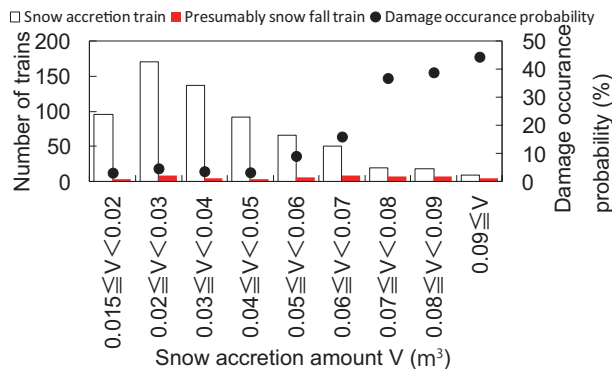 Snow accretion train Presumably snow fall train Damage occurance probability
Number of trains
200
150
100
50
0
50
40
30
20
10
0
Damage occurance
probability (%)
0.015≦V＜0.02
0.02≦V＜0.03
0.03≦V＜0.04
0.04≦V＜0.05
0.05≦V＜0.06
0.06≦V＜0.07
0.07≦V＜0.08
0.08≦V＜0.09
0.09≦V
Snow accretion amount V (m³)